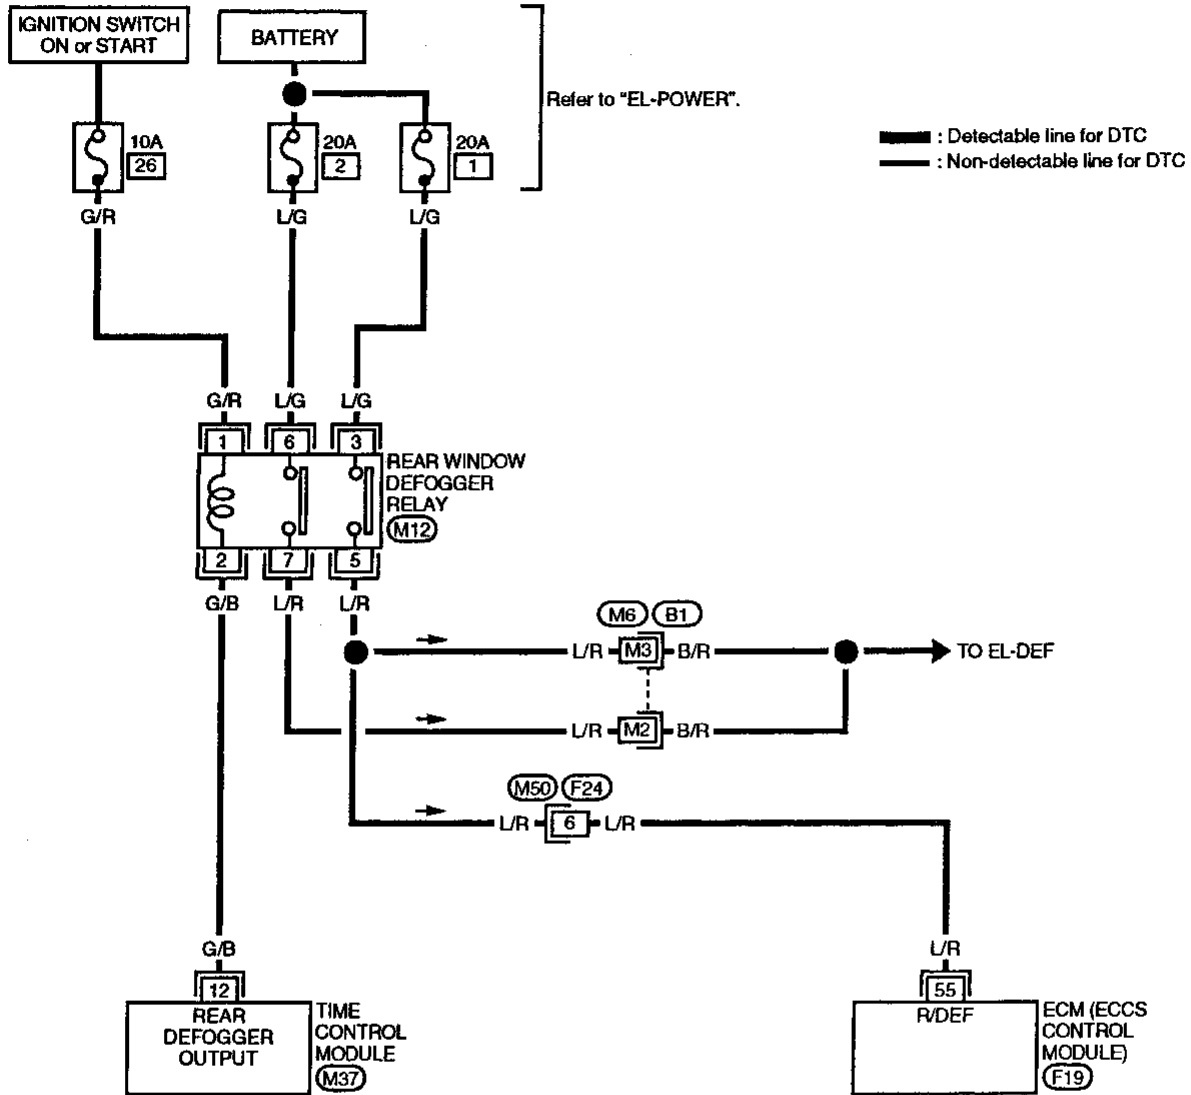 IGNITION SWITCH
ON or START
BATTERY
Refer to "EL-POWER".
10A
26
20A
2
20A
1
: Detectable line for DTC
: Non-detectable line for DTC
G/R
L/G
L/G
G/R
L/G
L/G
1
6
3
REAR WINDOW
DEFOGGER
RELAY
M12
2
7
5
G/B
L/R
L/R
M6
B1
L/R
M3
B/R
TO EL-DEF
L/R
M2
B/R
M50
F24
L/R
6
L/R
G/B
L/R
12
55
REAR
DEFOGGER
OUTPUT
TIME
CONTROL
MODULE
M37
R/DEF
ECM (ECCS
CONTROL
MODULE)
F19